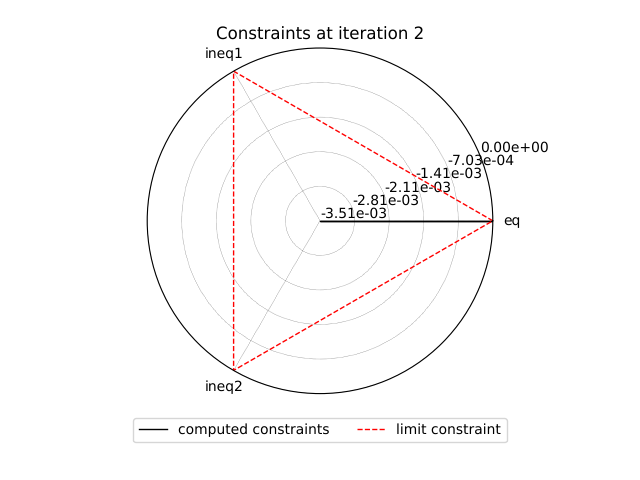 Constraints at iteration 2
ineq1
0.00e+00
-7.03e-04
-1.41e-03
-2.11e-03
-2.81e-03
-3.51e-03
eq
ineq2
computed constraints
limit constraint